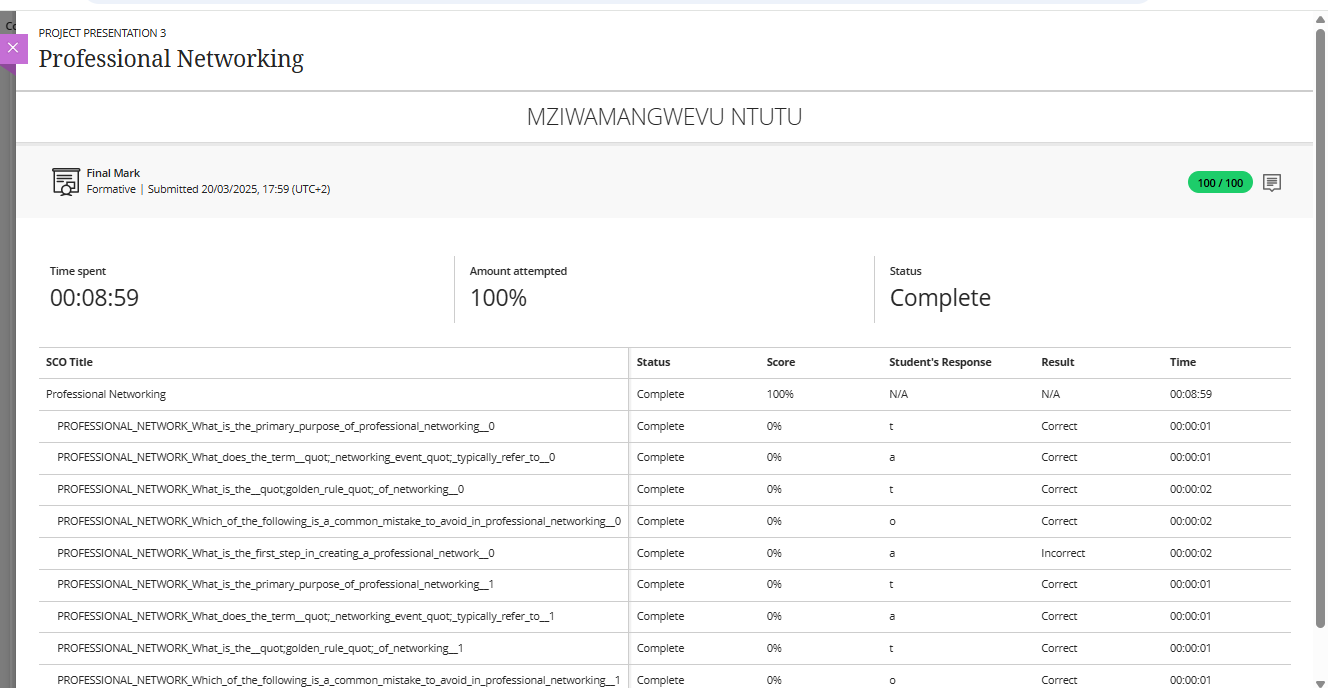 Co
PROJECT PRESENTATION 3
Professional Networking
MZIWAMANGWEVU NTUTU
Final Mark
Formative | Submitted 20/03/2025, 17:59 (UTC+2)
100 / 100
Time spent
00:08:59
Amount attempted
100%
Status
Complete
SCO Title Status Score Student's Response Result Time
Professional Networking Complete 100% N/A N/A 00:08:59
PROFESSIONAL_NETWORK_What_is_the_primary_purpose_of_professional_networking__0 Complete 0% t Correct 00:00:01
PROFESSIONAL_NETWORK_What_does_the_term__quot;_networking_event_quot;_typically_refer_to__0 Complete 0% a Correct 00:00:01
PROFESSIONAL_NETWORK_What_is_the__quot;golden_rule_quot;_of_networking__0 Complete 0% t Correct 00:00:02
PROFESSIONAL_NETWORK_Which_of_the_following_is_a_common_mistake_to_avoid_in_professional_networking__0 Complete 0% o Correct 00:00:02
PROFESSIONAL_NETWORK_What_is_the_first_step_in_creating_a_professional_network__0 Complete 0% a Incorrect 00:00:02
PROFESSIONAL_NETWORK_What_is_the_primary_purpose_of_professional_networking__1 Complete 0% t Correct 00:00:01
PROFESSIONAL_NETWORK_What_does_the_term__quot;_networking_event_quot;_typically_refer_to__1 Complete 0% a Correct 00:00:01
PROFESSIONAL_NETWORK_What_is_the__quot;golden_rule_quot;_of_networking__1 Complete 0% t Correct 00:00:01
PROFESSIONAL_NETWORK_Which_of_the_following_is_a_common_mistake_to_avoid_in_professional_networking__1 Complete 0% o Correct 00:00:01